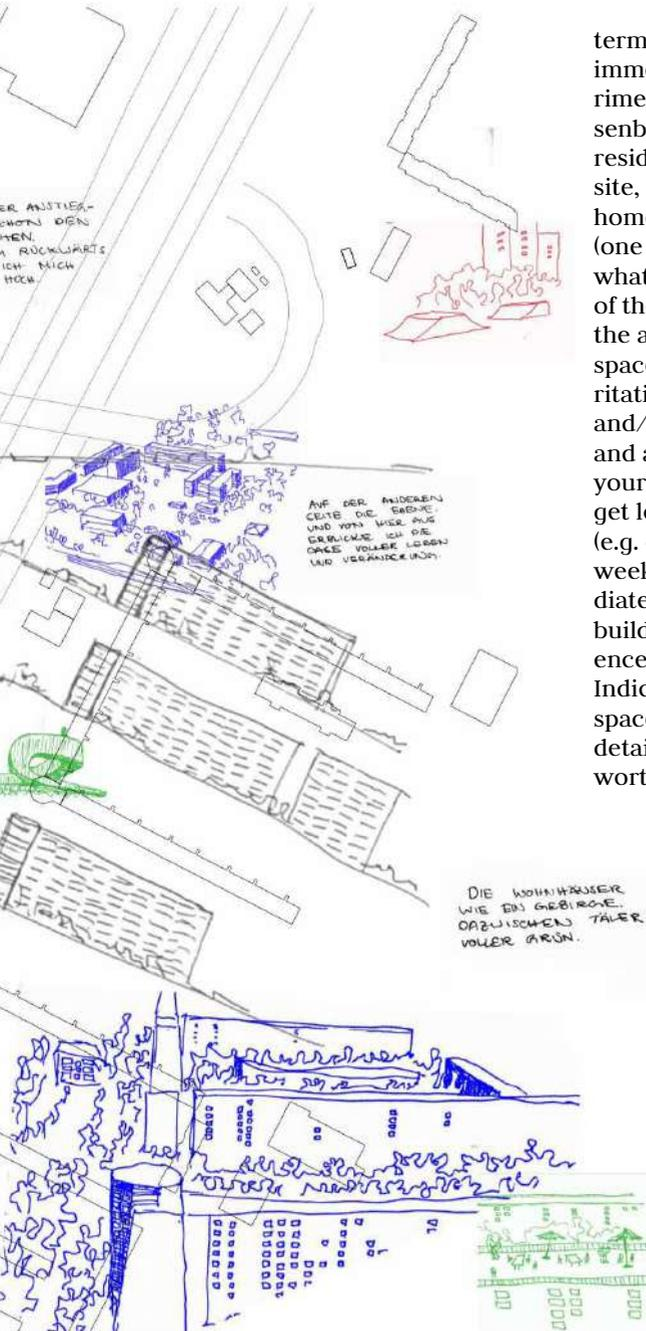 ER ANSTIEG-
SCHON DEN
TEN.
RÜCKWÄRTS
ICH MICH
HOCH.
AUF DER ANDEREN
SEITE DIE EBENE.
UND VON HIER AUS
ERBLICKE ICH DIE
OASE VOLLER LEBEN
UND VERÄNDERUNG.
DIE WOHNHÄUSER
WIE EIN GEBIRGE.
DAZWISCHEN TÄLER
VOLLER GRÜN.
term
imme
rime
senb
resid
site,
home
(one
what
of th
the a
space
ritati
and/
and a
your
get lo
(e.g.
week
diate
build
ence
Indic
space
detai
wort